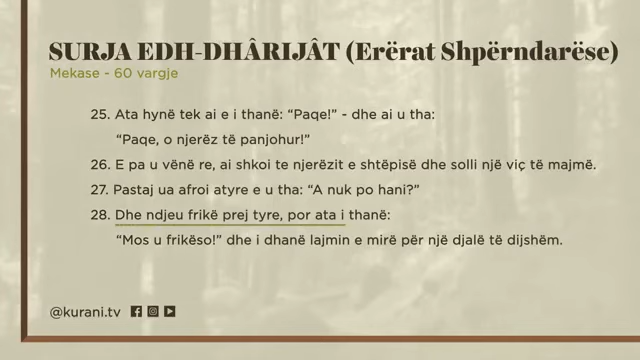 SURJA EDH-DHÂRIJÂT (Erërat Shpërndarëse)
Mekase - 60 vargje
25. Ata hynë tek ai e i thanë: “Paqe!” - dhe ai u tha:
“Paqe, o njerëz të panjohur!”
26. E pa u vënë re, ai shkoi te njerëzit e shtëpisë dhe solli një viç të majmë.
27. Pastaj ua afroi atyre e u tha: “A nuk po hani?”
28. Dhe ndjeu frikë prej tyre, por ata i thanë:
“Mos u frikëso!” dhe i dhanë lajmin e mirë për një djalë të dijshëm.
@kurani.tv